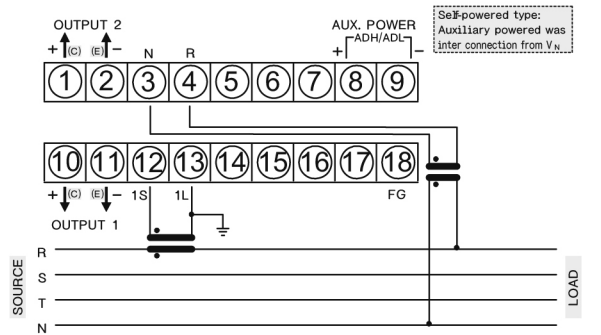 OUTPUT 2
+ (C) (E) −
N R
AUX. POWER
ADH/ADL
+ −
Self-powered type:
Auxiliary powered was
inter connection from VN
1 2 3 4 5 6 7 8 9
10 11 12 13 14 15 16 17 18
+ (C) (E) − 1S 1L FG
OUTPUT 1
SOURCE
R
S
T
N
LOAD